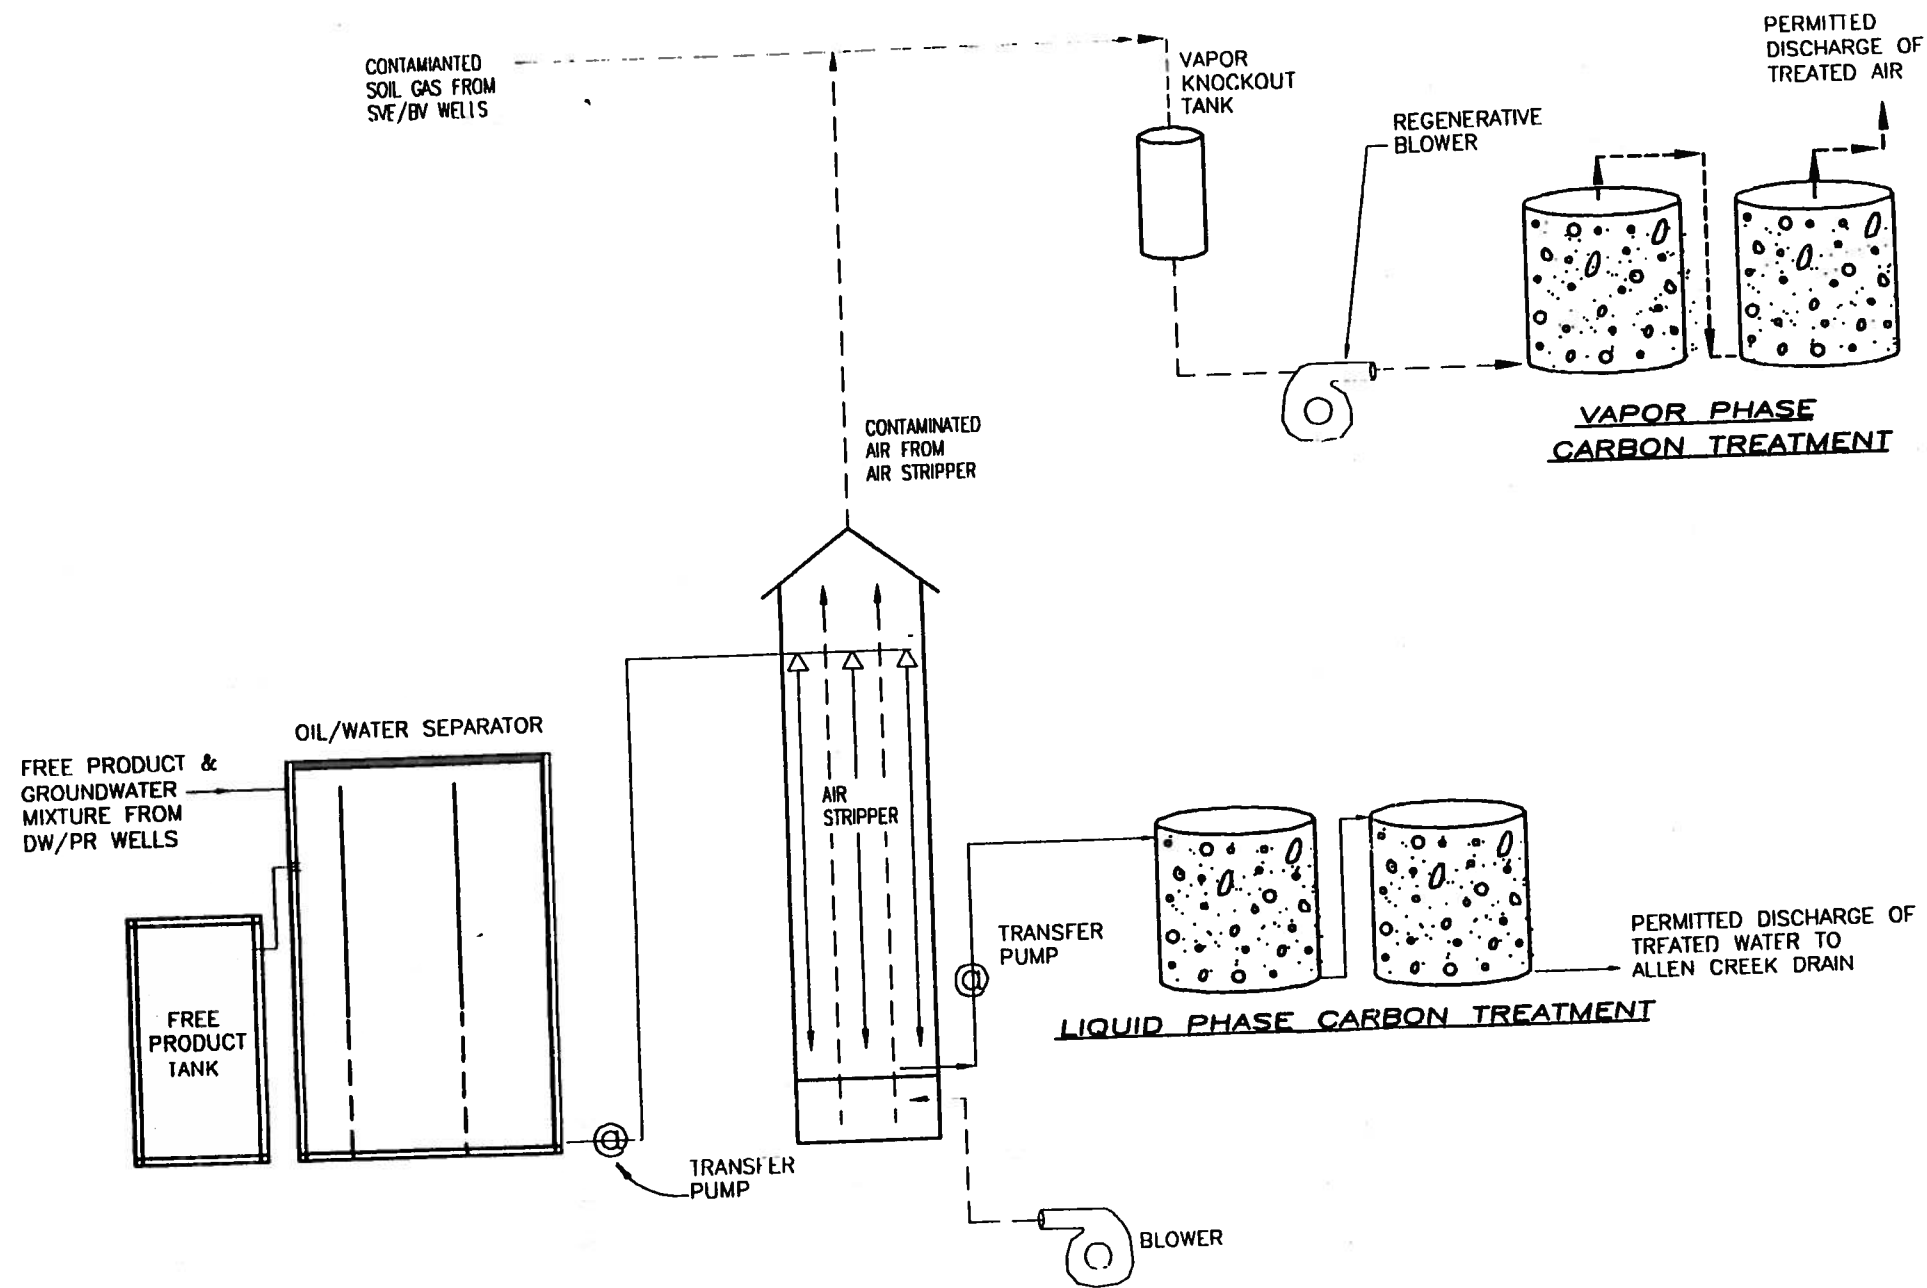 CONTAMIANTED
SOIL GAS FROM
SVE/BV WELLS
VAPOR
KNOCKOUT
TANK
REGENERATIVE
BLOWER
PERMITTED
DISCHARGE OF
TREATED AIR
VAPOR PHASE
CARBON TREATMENT
CONTAMINATED
AIR FROM
AIR STRIPPER
OIL/WATER SEPARATOR
FREE PRODUCT &
GROUNDWATER
MIXTURE FROM
DW/PR WELLS
FREE
PRODUCT
TANK
TRANSFER
PUMP
AIR
STRIPPER
TRANSFER
PUMP
LIQUID PHASE CARBON TREATMENT
PERMITTED DISCHARGE OF
TREATED WATER TO
ALLEN CREEK DRAIN
BLOWER